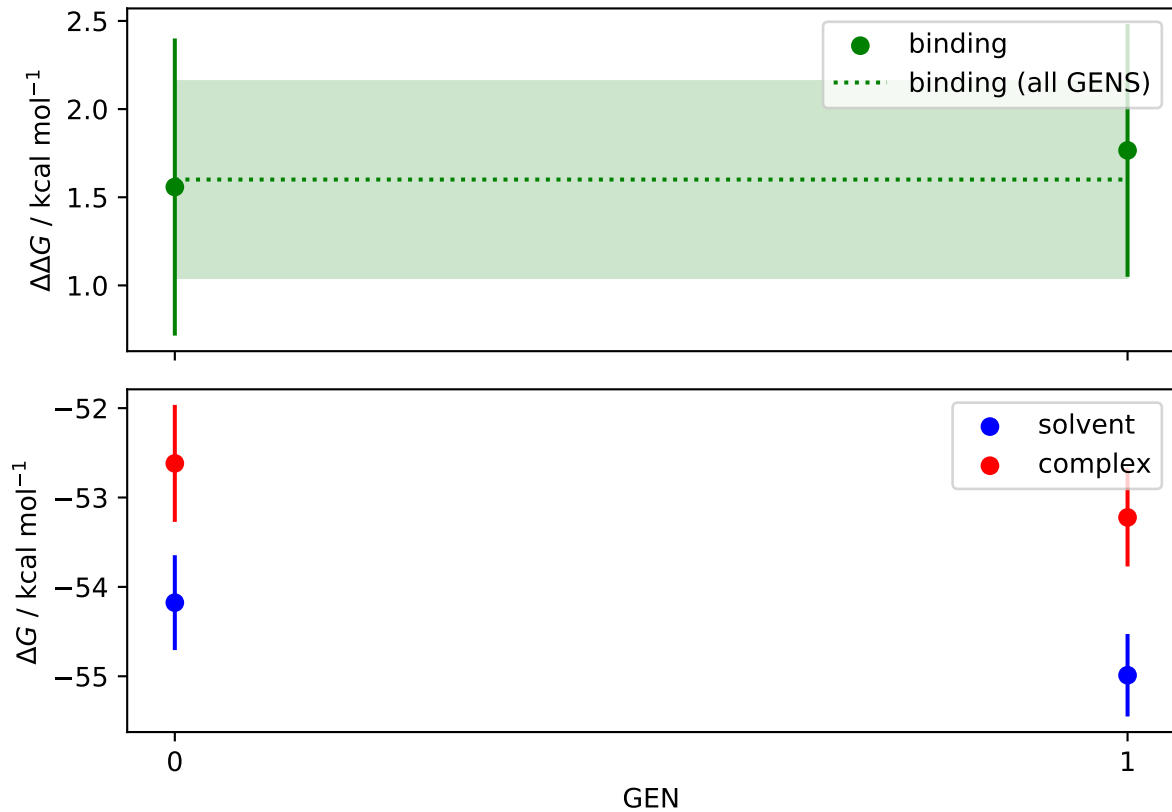 2.5
2.0
1.5
1.0
ΔΔG / kcal mol⁻¹
binding
binding (all GENS)
−52
−53
−54
−55
ΔG / kcal mol⁻¹
solvent
complex
0
1
GEN